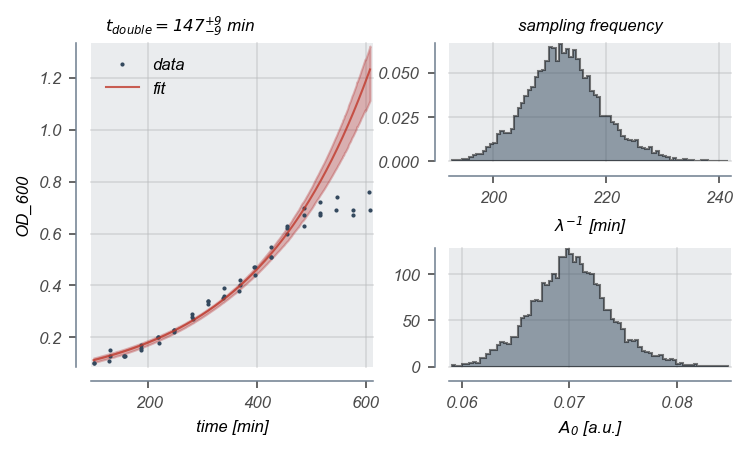 t_double = 147 +9 −9 min
data
fit
1.2
1.0
0.8
0.6
0.4
0.2
OD_600
200 400 600
time [min]
sampling frequency
0.050
0.025
0.000
200 220 240
λ⁻¹ [min]
100
50
0
0.06 0.07 0.08
A₀ [a.u.]